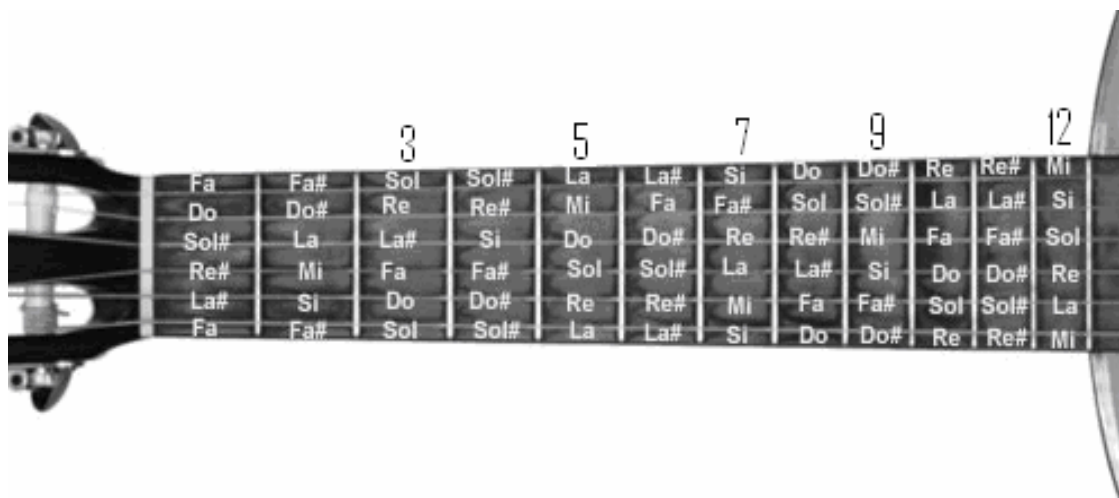 3 5 7 9 12
Fa Fa# Sol Sol# La La# Si Do Do# Re Re# Mi
Do Do# Re Re# Mi Fa Fa# Sol Sol# La La# Si
Sol# La La# Si Do Do# Re Re# Mi Fa Fa# Sol
Re# Mi Fa Fa# Sol Sol# La La# Si Do Do# Re
La# Si Do Do# Re Re# Mi Fa Fa# Sol Sol# La
Fa Fa# Sol Sol# La La# Si Do Do# Re Re# Mi